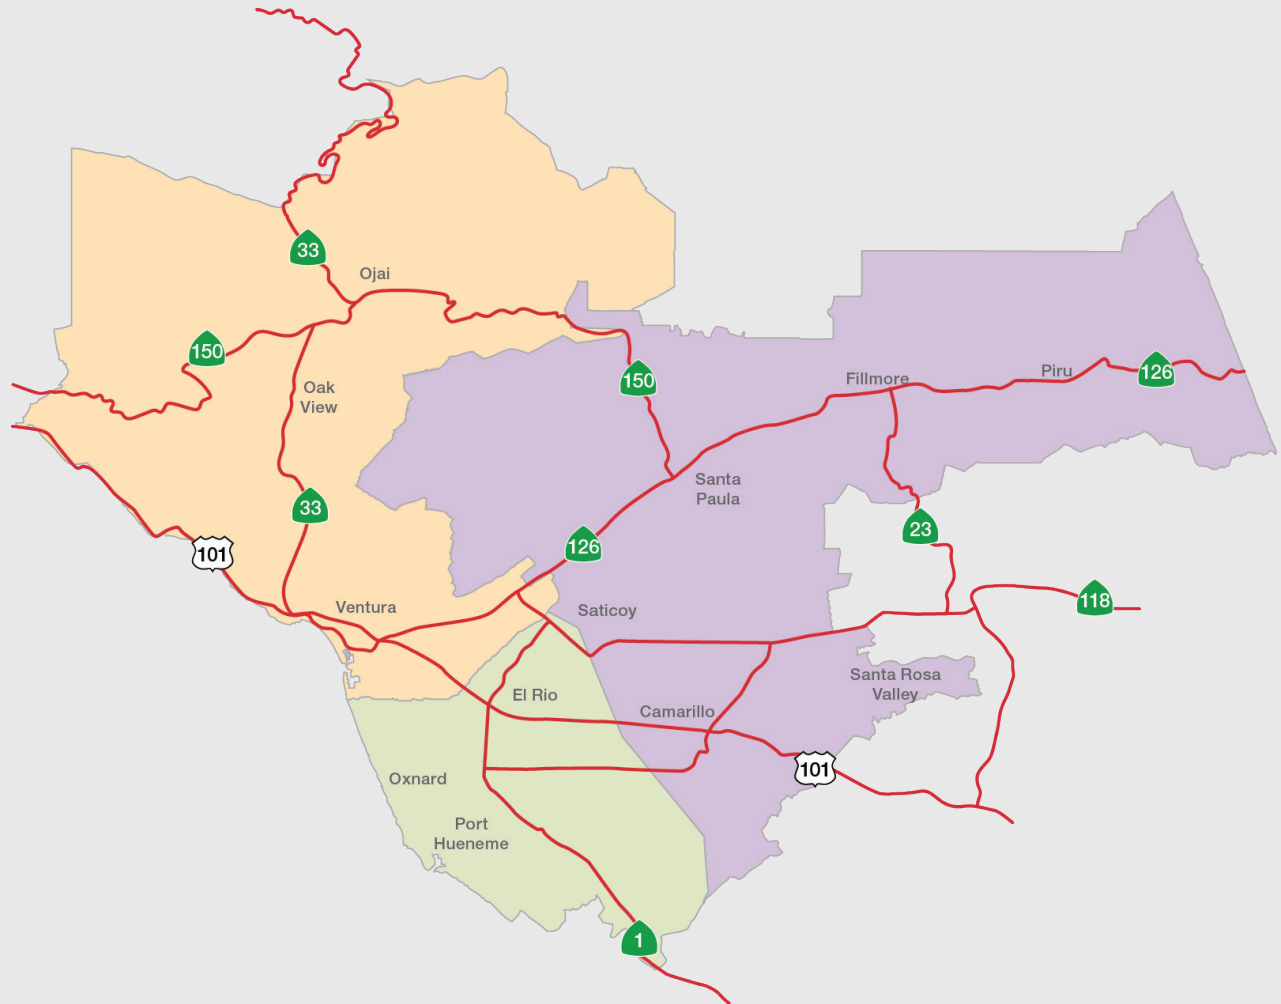 33
Ojai
150
150
126
Fillmore
Piru
Oak
View
Santa
Paula
33
23
101
126
118
Ventura
Saticoy
Santa Rosa
Valley
El Rio
Camarillo
101
Oxnard
Port
Hueneme
1